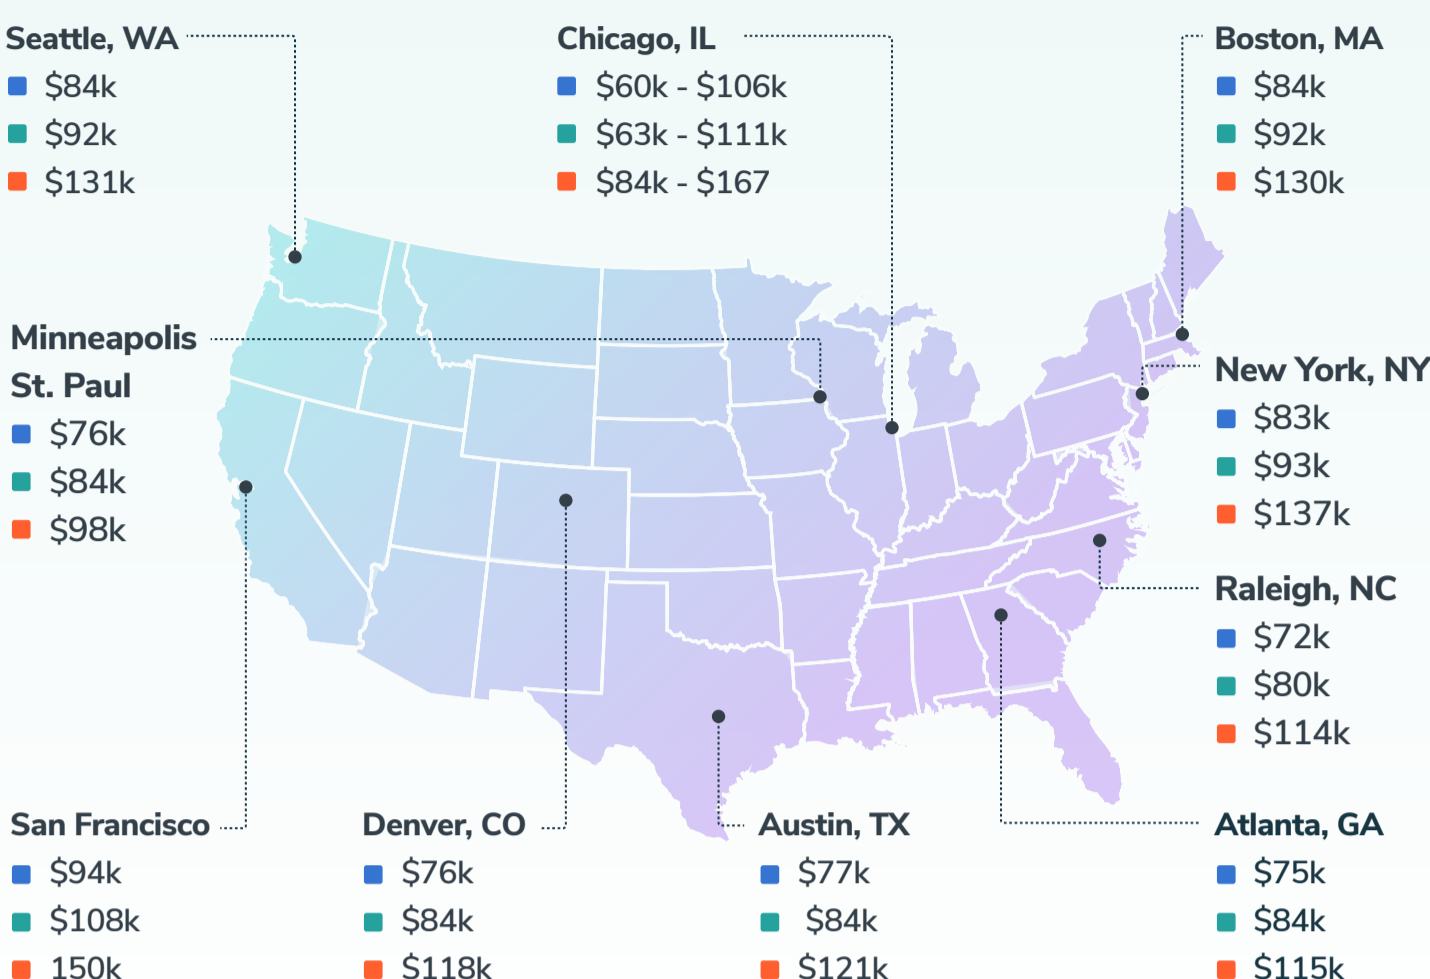 Seattle, WA
$84k
$92k
$131k
Chicago, IL
$60k - $106k
$63k - $111k
$84k - $167
Boston, MA
$84k
$92k
$130k
Minneapolis
St. Paul
$76k
$84k
$98k
New York, NY
$83k
$93k
$137k
Raleigh, NC
$72k
$80k
$114k
San Francisco
$94k
$108k
150k
Denver, CO
$76k
$84k
$118k
Austin, TX
$77k
$84k
$121k
Atlanta, GA
$75k
$84k
$115k